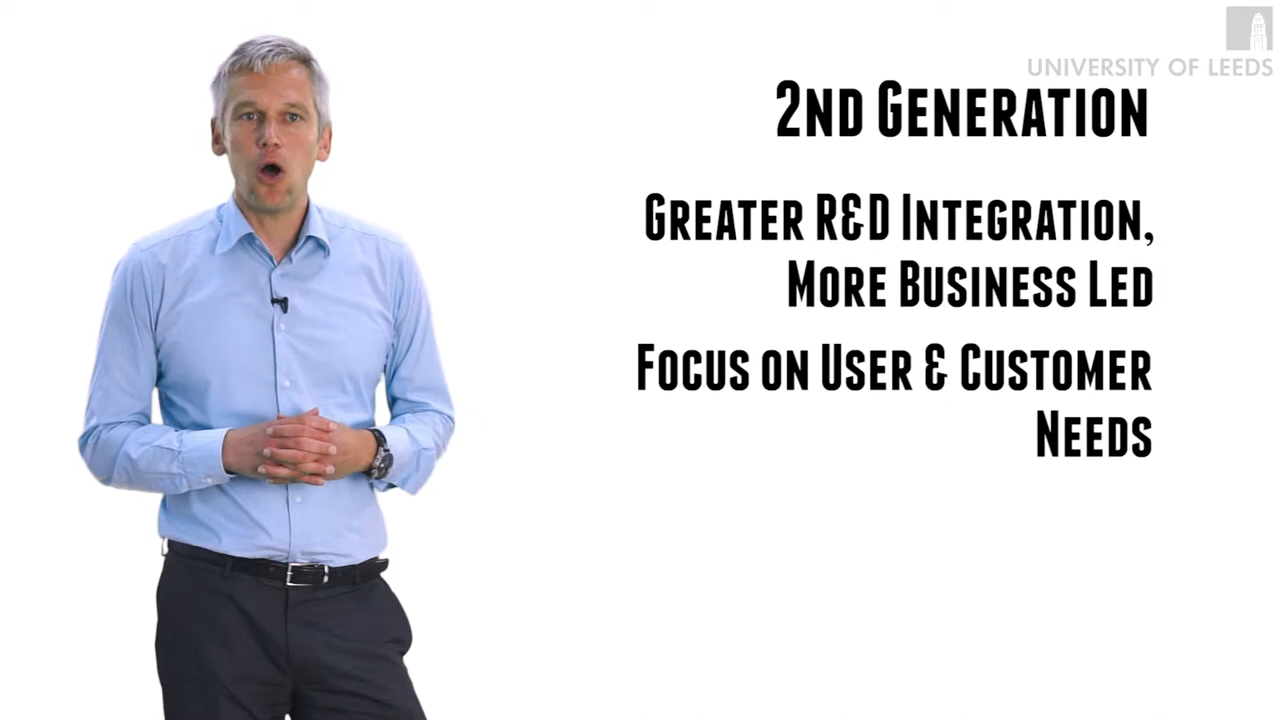 UNIVERSITY OF LEEDS
2nd Generation
Greater R&D Integration,
More Business Led
Focus on User & Customer
Needs